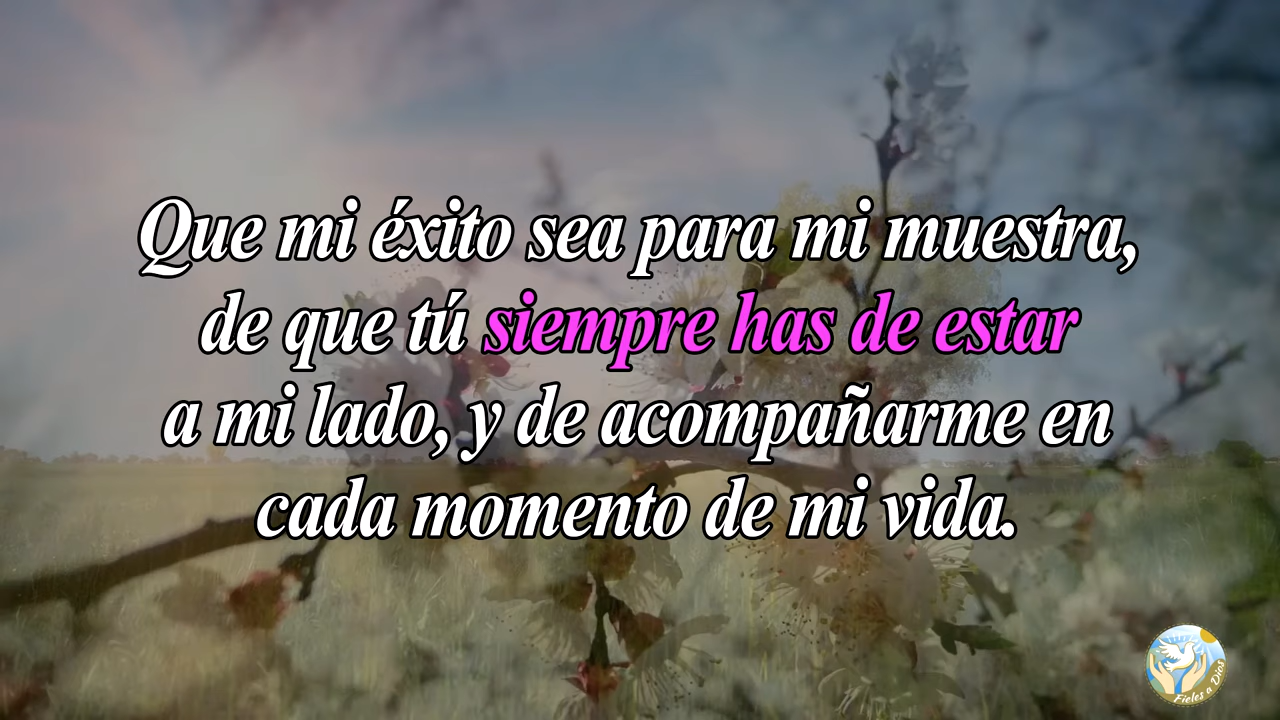 Que mi éxito sea para mi muestra,
de que tú siempre has de estar
a mi lado, y de acompañarme en
cada momento de mi vida.
Fieles a Dios